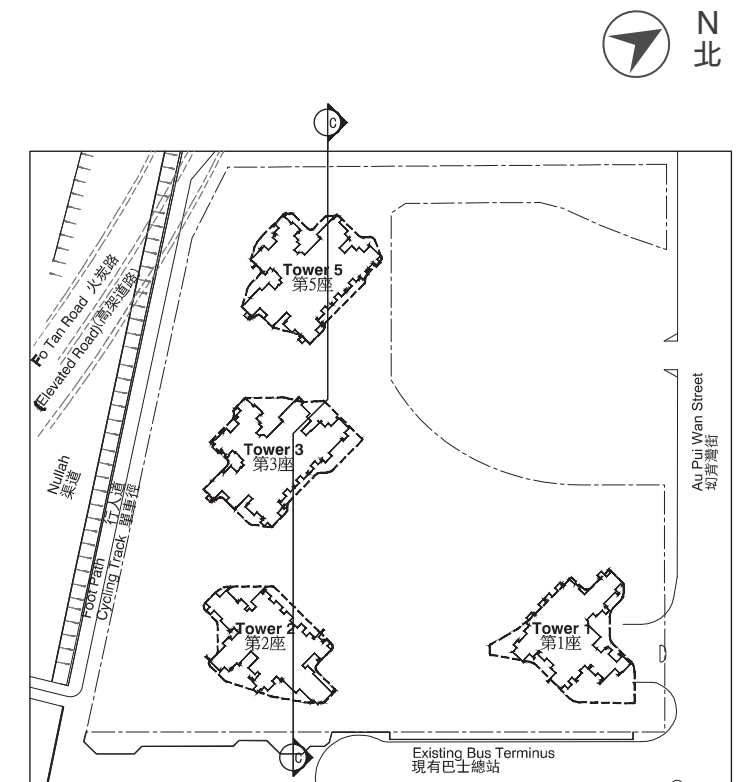 N
北
C
Tower 5
第5座
Fo Tan Road 火炭路
(Elevated Road)(高架道路)
Au Pui Wan Street
坳背灣街
Tower 3
第3座
Nullah
渠道
Foot Path 行人道
Cycling Track 單車徑
Tower 2
第2座
Tower 1
第1座
C
Existing Bus Terminus
現有巴士總站